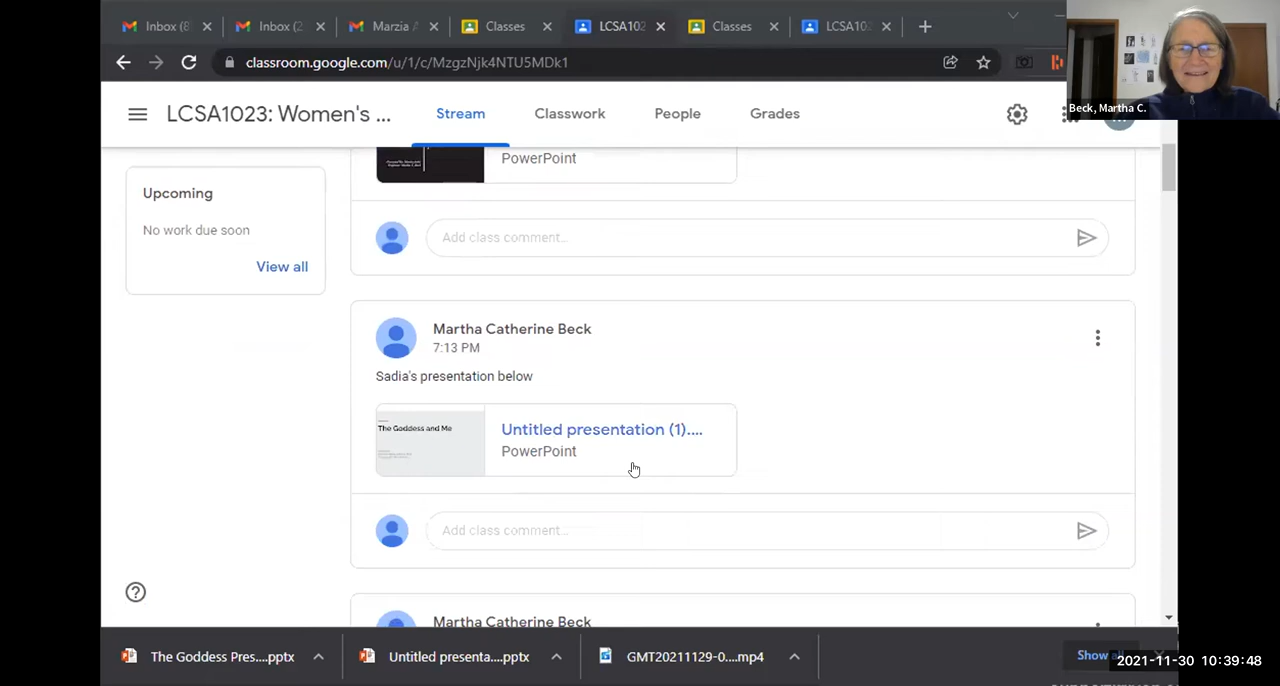 Inbox (8
Inbox (2
Marzia A
Classes
LCSA102
Classes
LCSA102
classroom.google.com/u/1/c/MzgzNjk4NTU5MDk1
Beck, Martha C.
LCSA1023: Women's ...
Stream
Classwork
People
Grades
PowerPoint
Upcoming
No work due soon
View all
Add class comment...
Martha Catherine Beck
7:13 PM
Sadia's presentation below
The Goddess and Me
Untitled presentation (1)....
PowerPoint
Add class comment...
Martha Catherine Beck
The Goddess Pres....pptx
Untitled presenta....pptx
GMT20211129-0....mp4
Show all
2021-11-30 10:39:48